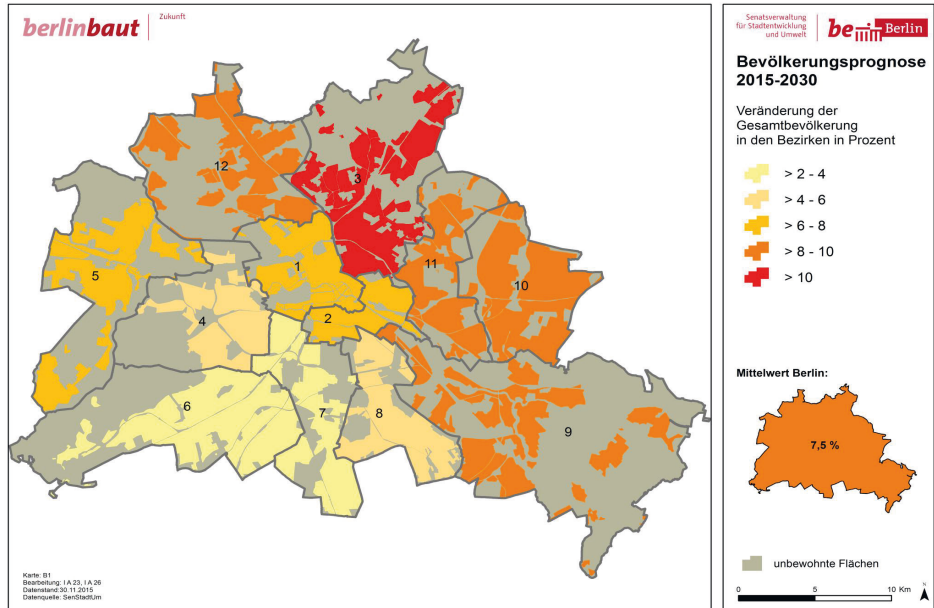 berlinbaut
Zukunft
12
3
5
1
11
10
4
2
6
7
8
9
Karte: B1
Bearbeitung: I A 23, I A 26
Datenstand:30.11.2015
Datenquelle: SenStadtUm
Senatsverwaltung
für Stadtentwicklung
und Umwelt
be Berlin
Bevölkerungsprognose
2015-2030
Veränderung der
Gesamtbevölkerung
in den Bezirken in Prozent
> 2 - 4
> 4 - 6
> 6 - 8
> 8 - 10
> 10
Mittelwert Berlin:
7,5 %
unbewohnte Flächen
0 5 10 Km
N